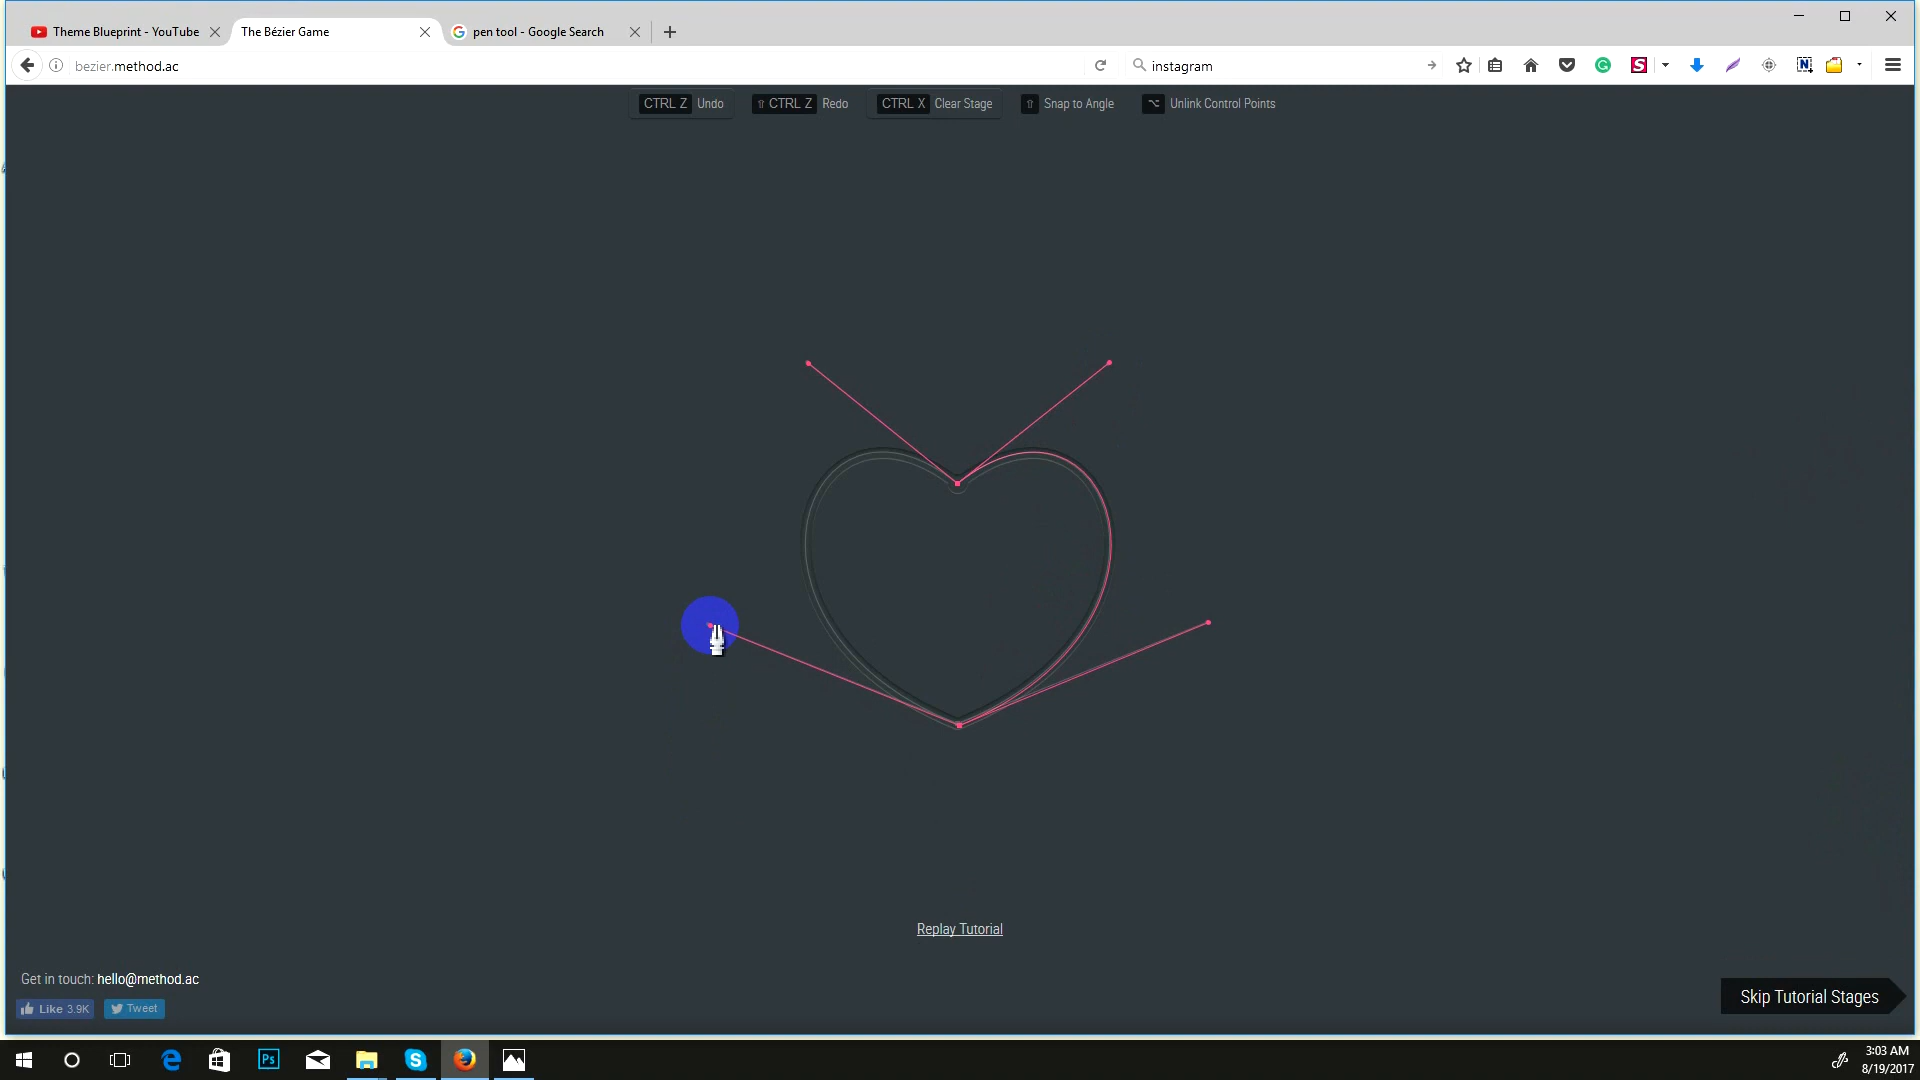 Theme Blueprint - YouTube
The Bézier Game
pen tool - Google Search
bezier.method.ac
instagram
CTRL Z Undo
⇧ CTRL Z Redo
CTRL X Clear Stage
⇧ Snap to Angle
⌥ Unlink Control Points
Replay Tutorial
Get in touch: hello@method.ac
Like 3.9K
Tweet
Skip Tutorial Stages
Ps
3:03 AM
8/19/2017